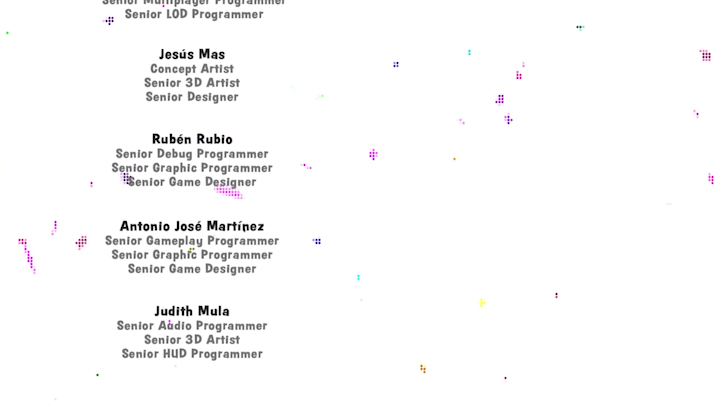 Senior Multiplayer Programmer
Senior LOD Programmer
Jesús Mas
Concept Artist
Senior 3D Artist
Senior Designer
Rubén Rubio
Senior Debug Programmer
Senior Graphic Programmer
Senior Game Designer
Antonio José Martínez
Senior Gameplay Programmer
Senior Graphic Programmer
Senior Game Designer
Judith Mula
Senior Audio Programmer
Senior 3D Artist
Senior HUD Programmer